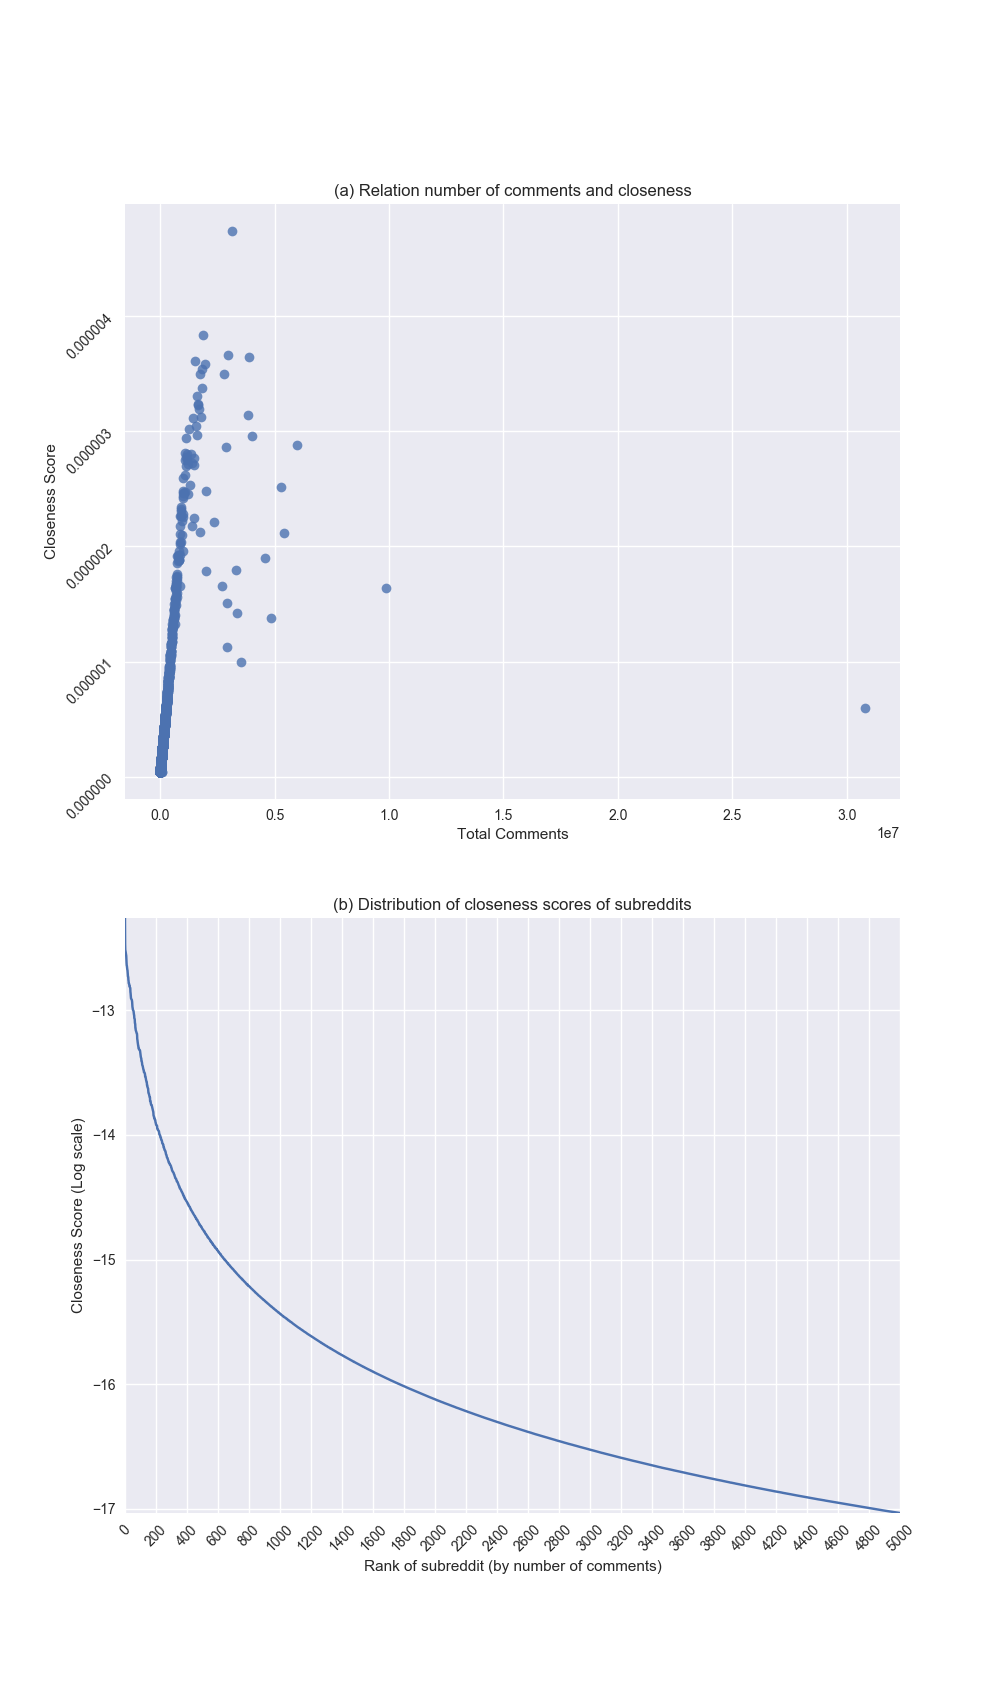 (a) Relation number of comments and closeness
Closeness Score
0.000004
0.000003
0.000002
0.000001
0.000000
0.0 0.5 1.0 1.5 2.0 2.5 3.0
1e7
Total Comments
(b) Distribution of closeness scores of subreddits
Closeness Score (Log scale)
−13
−14
−15
−16
−17
0 200 400 600 800 1000 1200 1400 1600 1800 2000 2200 2400 2600 2800 3000 3200 3400 3600 3800 4000 4200 4400 4600 4800 5000
Rank of subreddit (by number of comments)